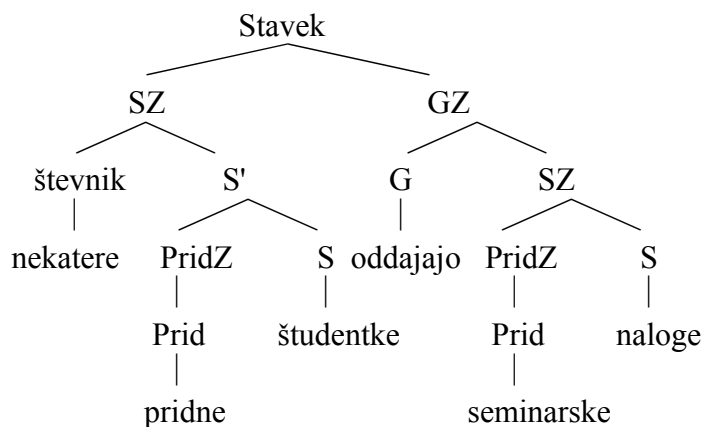 Stavek
SZ GZ
števnik S' G SZ
nekatere PridZ S oddajajo PridZ S
Prid študentke Prid naloge
pridne seminarske